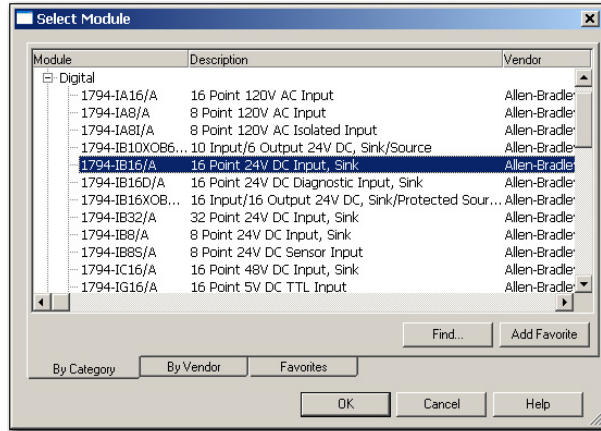 Select Module
Module Description Vendor
Digital
1794-IA16/A 16 Point 120V AC Input Allen-Bradley
1794-IA8/A 8 Point 120V AC Input Allen-Bradley
1794-IA8I/A 8 Point 120V AC Isolated Input Allen-Bradley
1794-IB10XOB6... 10 Input/6 Output 24V DC, Sink/Source Allen-Bradley
1794-IB16/A 16 Point 24V DC Input, Sink Allen-Bradley
1794-IB16D/A 16 Point 24V DC Diagnostic Input, Sink Allen-Bradley
1794-IB16XOB... 16 Input/16 Output 24V DC, Sink/Protected Sour... Allen-Bradley
1794-IB32/A 32 Point 24V DC Input, Sink Allen-Bradley
1794-IB8/A 8 Point 24V DC Input, Sink Allen-Bradley
1794-IB8S/A 8 Point 24V DC Sensor Input Allen-Bradley
1794-IC16/A 16 Point 48V DC Input, Sink Allen-Bradley
1794-IG16/A 16 Point 5V DC TTL Input Allen-Bradley
Find... Add Favorite
By Category By Vendor Favorites
OK Cancel Help